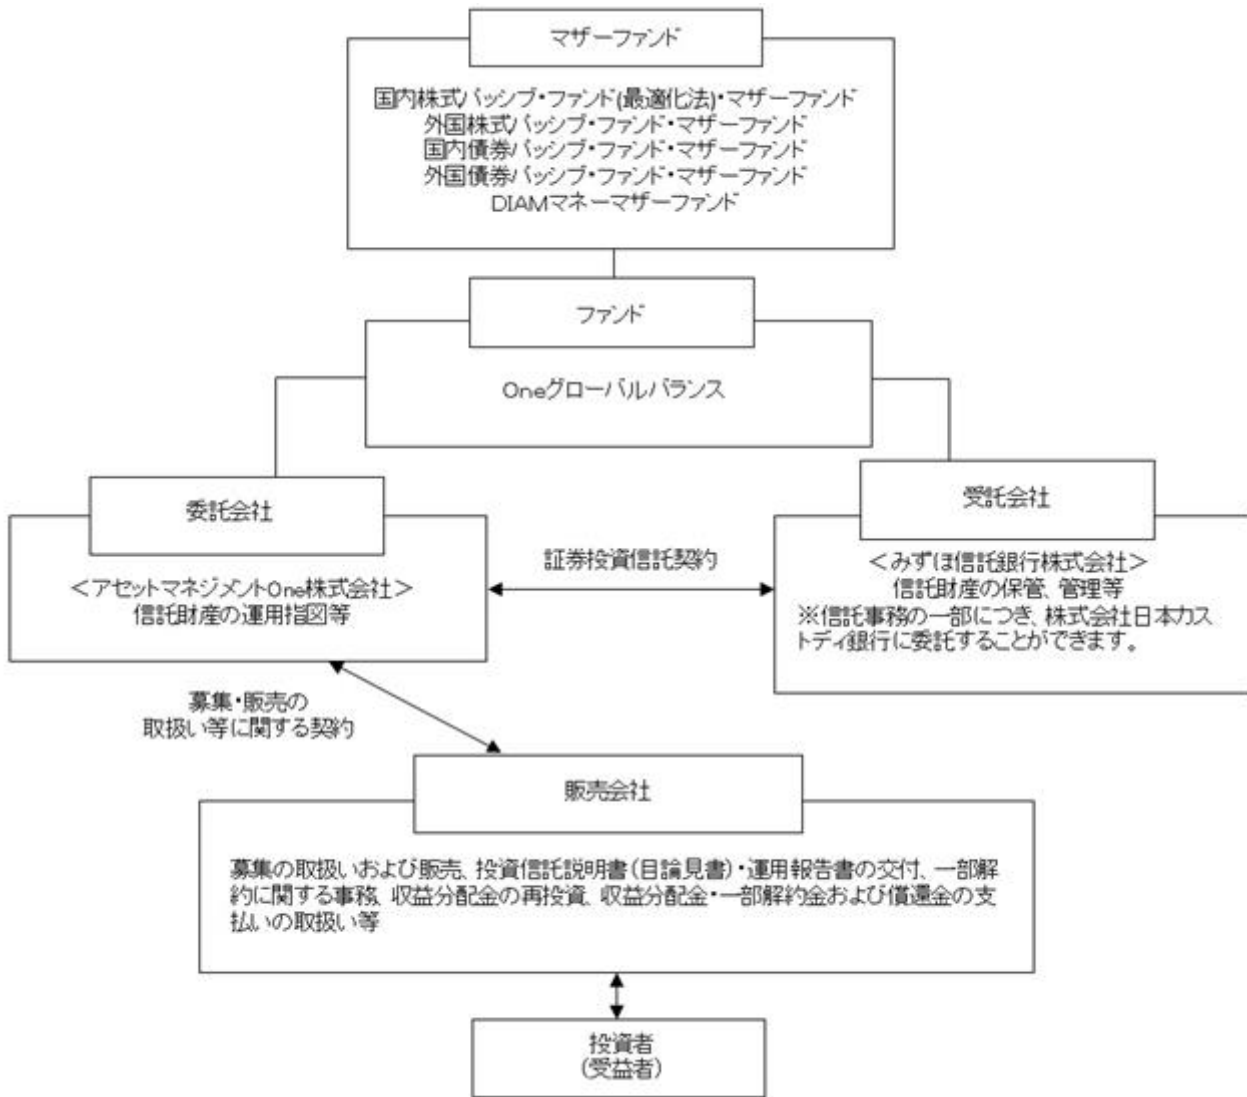 マザーファンド
国内株式パッシブ・ファンド(最適化法)・マザーファンド
外国株式パッシブ・ファンド・マザーファンド
国内債券パッシブ・ファンド・マザーファンド
外国債券パッシブ・ファンド・マザーファンド
DIAMマネーマザーファンド
ファンド
Oneグローバルバランス
委託会社
<アセットマネジメントOne株式会社>
信託財産の運用指図等
証券投資信託契約
受託会社
<みずほ信託銀行株式会社>
信託財産の保管、管理等
※信託事務の一部につき、株式会社日本カス
トディ銀行に委託することができます。
募集・販売の
取扱い等に関する契約
販売会社
募集の取扱いおよび販売、投資信託説明書(目論見書)・運用報告書の交付、一部解
約に関する事務、収益分配金の再投資、収益分配金・一部解約金および償還金の支
払いの取扱い等
投資者
(受益者)